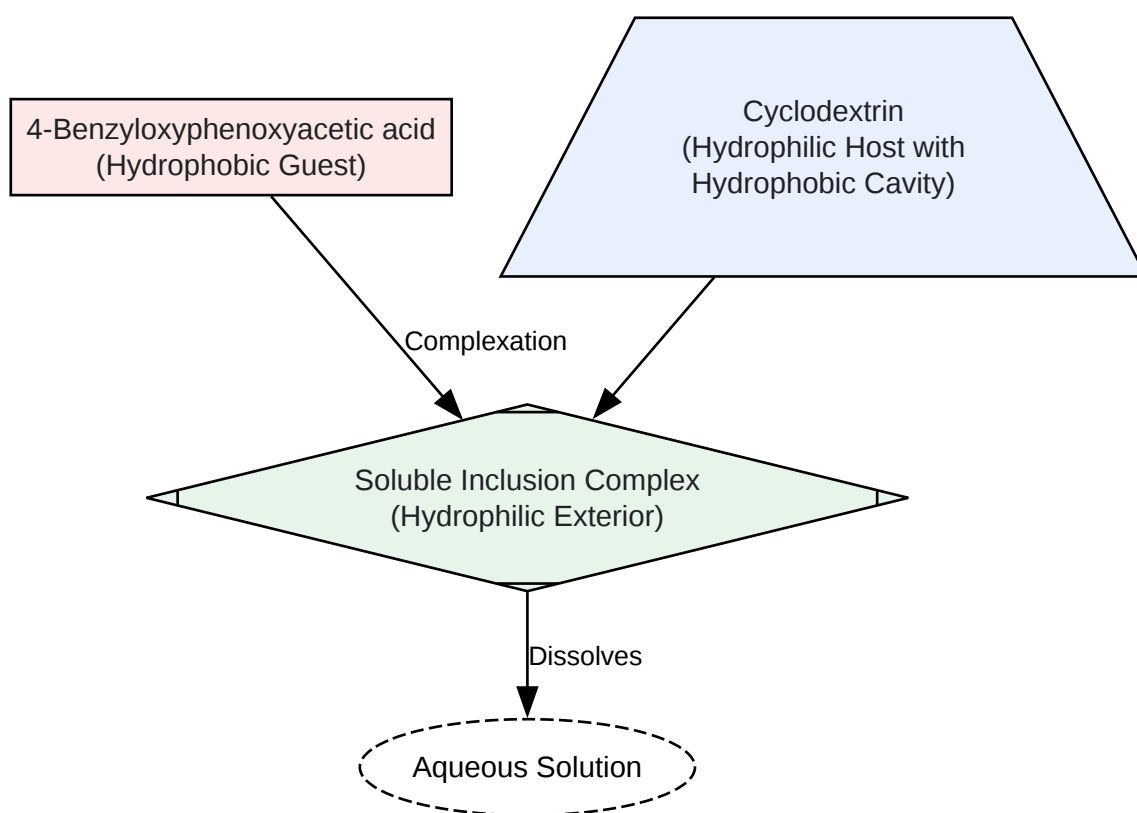 4-Benzyloxyphenoxyacetic acid
(Hydrophobic Guest)
Cyclodextrin
(Hydrophilic Host with
Hydrophobic Cavity)
Complexation
Soluble Inclusion Complex
(Hydrophilic Exterior)
Dissolves
Aqueous Solution